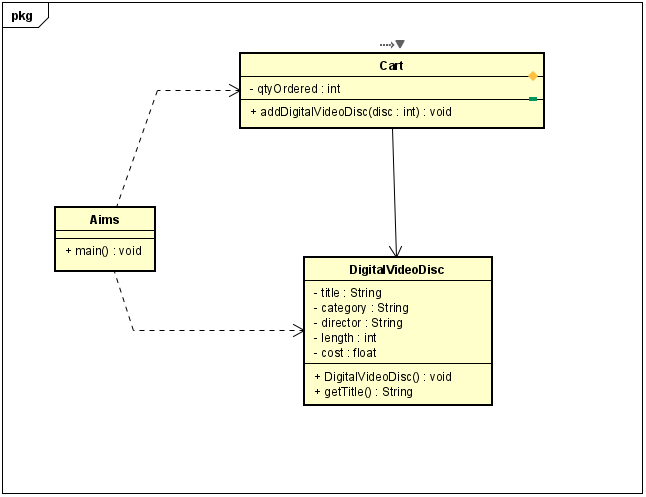 pkg
Cart
- qtyOrdered : int
+ addDigitalVideoDisc(disc : int) : void
Aims
+ main() : void
DigitalVideoDisc
- title : String
- category : String
- director : String
- length : int
- cost : float
+ DigitalVideoDisc() : void
+ getTitle() : String